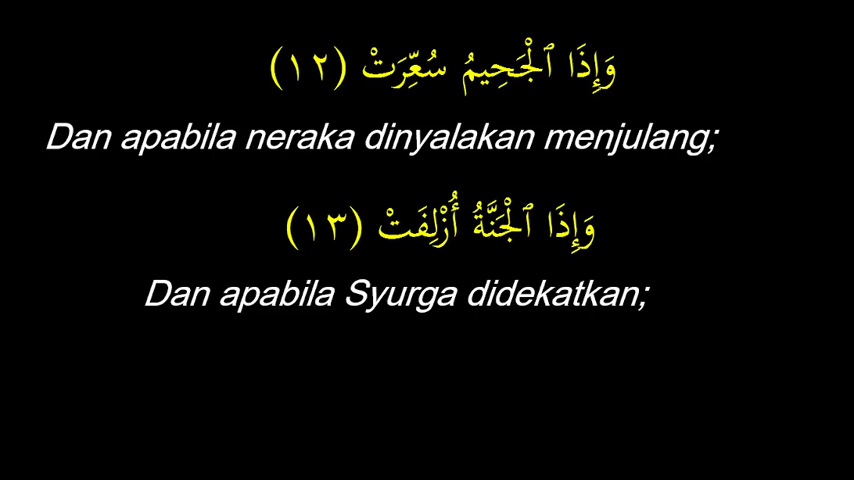 وَإِذَا ٱلْجَحِيمُ سُعِّرَتْ (١٢)
Dan apabila neraka dinyalakan menjulang;
وَإِذَا ٱلْجَنَّةُ أُزْلِفَتْ (١٣)
Dan apabila Syurga didekatkan;